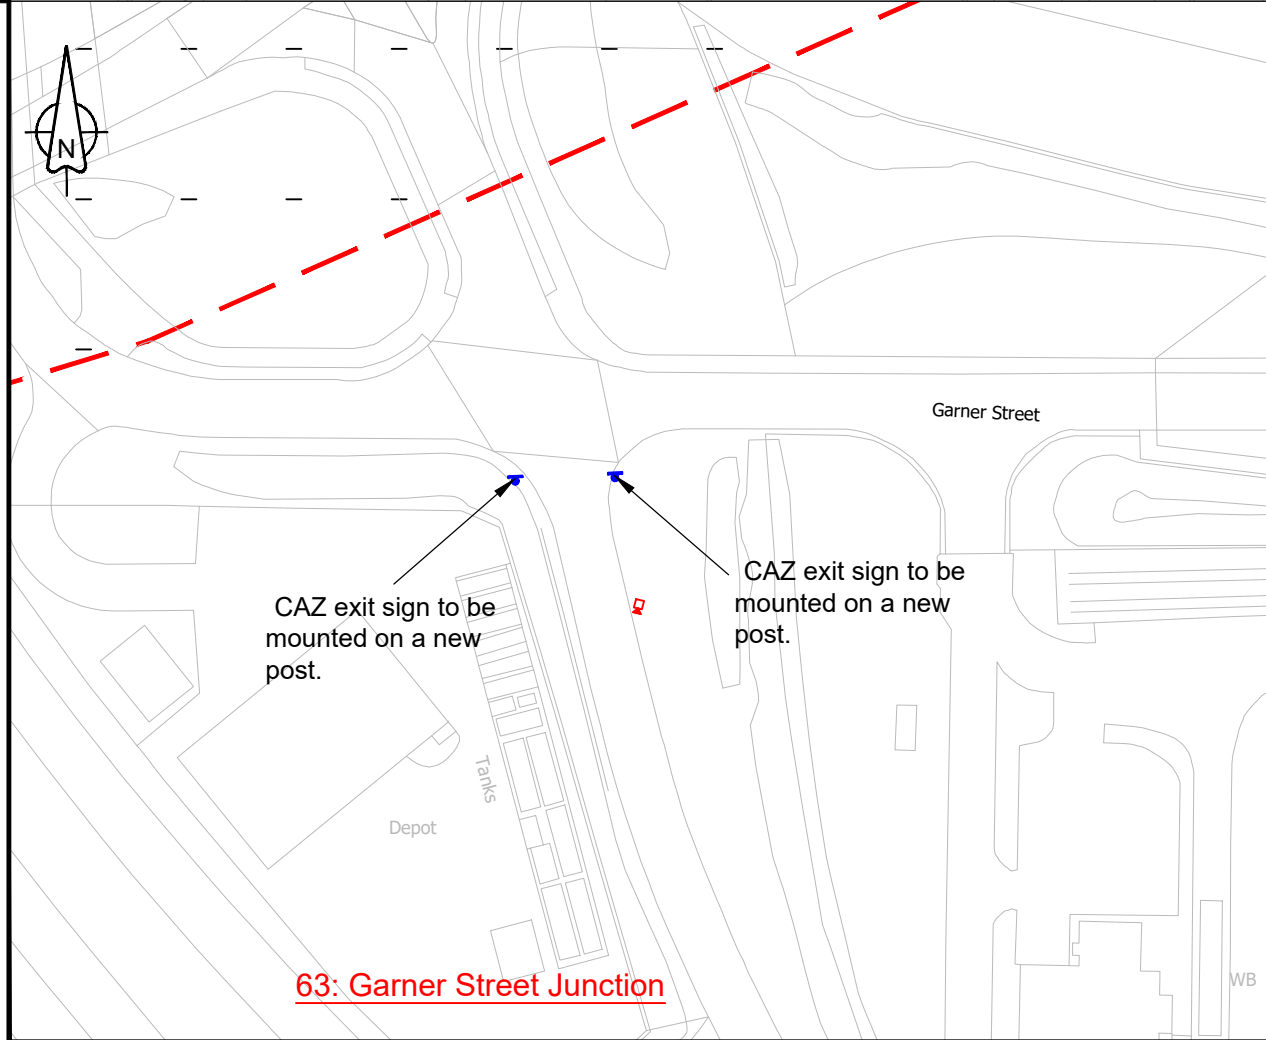 N
Garner Street
CAZ exit sign to be
mounted on a new
post.
CAZ exit sign to be
mounted on a new
post.
Tanks
Depot
63: Garner Street Junction
WB